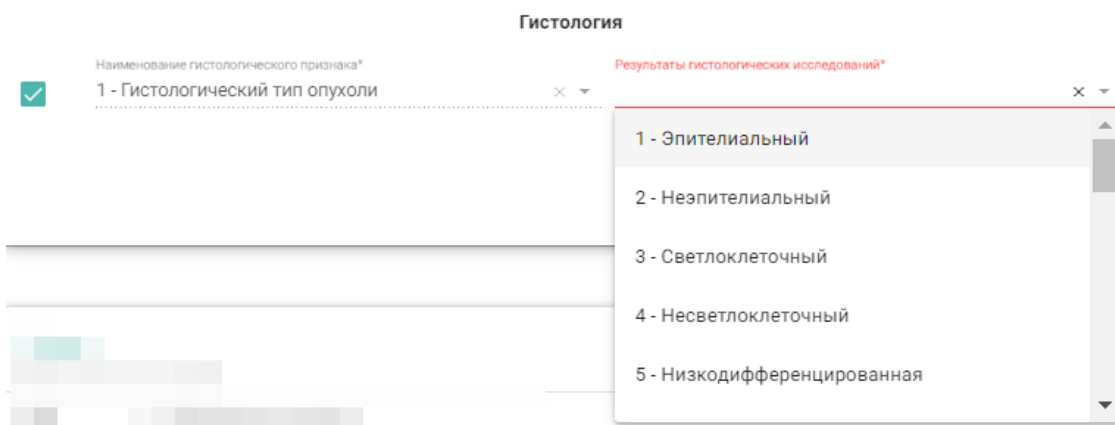 Гистология
Наименование гистологического признака*
1 - Гистологический тип опухоли
Результаты гистологических исследований*
1 - Эпителиальный
2 - Неэпителиальный
3 - Светлоклеточный
4 - Несветлоклеточный
5 - Низкодифференцированная